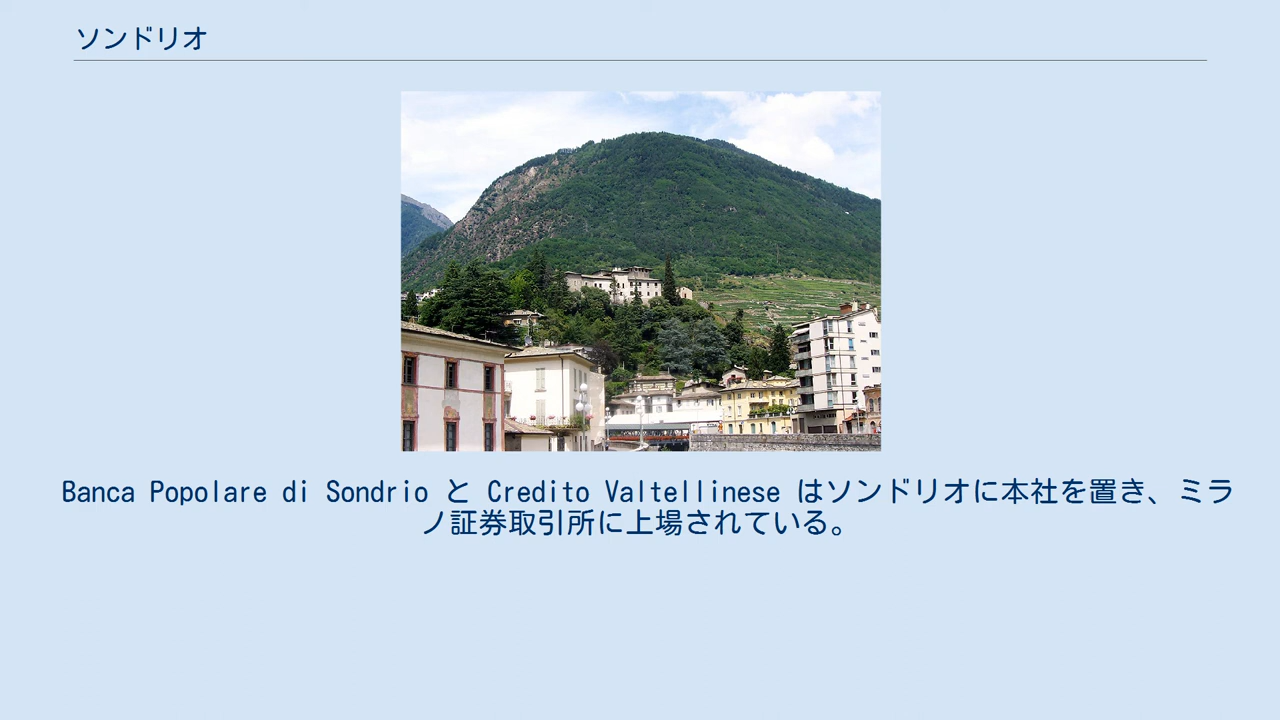 ソンドリオ
Banca Popolare di Sondrio と Credito Valtellinese はソンドリオに本社を置き、ミラ
ノ証券取引所に上場されている。